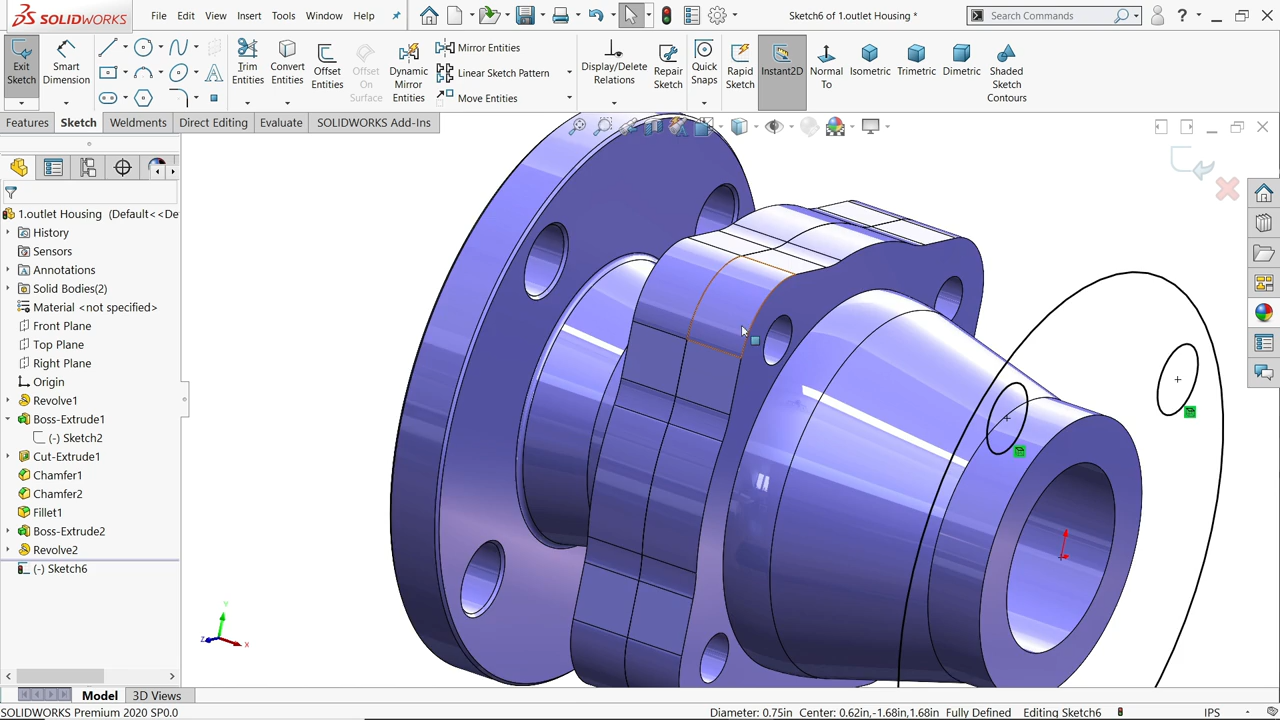 SOLIDWORKS
File
Edit
View
Insert
Tools
Window
Help
Sketch6 of 1.outlet Housing *
Search Commands
Exit Sketch
Smart Dimension
Trim Entities
Convert Entities
Offset Entities
Offset On Surface
Dynamic Mirror Entities
Mirror Entities
Linear Sketch Pattern
Move Entities
Display/Delete Relations
Repair Sketch
Quick Snaps
Rapid Sketch
Instant2D
Normal To
Isometric
Trimetric
Dimetric
Shaded Sketch Contours
Features
Sketch
Weldments
Direct Editing
Evaluate
SOLIDWORKS Add-Ins
1.outlet Housing (Default<<De
History
Sensors
Annotations
Solid Bodies(2)
Material <not specified>
Front Plane
Top Plane
Right Plane
Origin
Revolve1
Boss-Extrude1
(-) Sketch2
Cut-Extrude1
Chamfer1
Chamfer2
Fillet1
Boss-Extrude2
Revolve2
(-) Sketch6
Y
Z
X
Model
3D Views
SOLIDWORKS Premium 2020 SP0.0
Diameter: 0.75in Center: 0.62in,-1.68in,1.68in
Fully Defined
Editing Sketch6
IPS